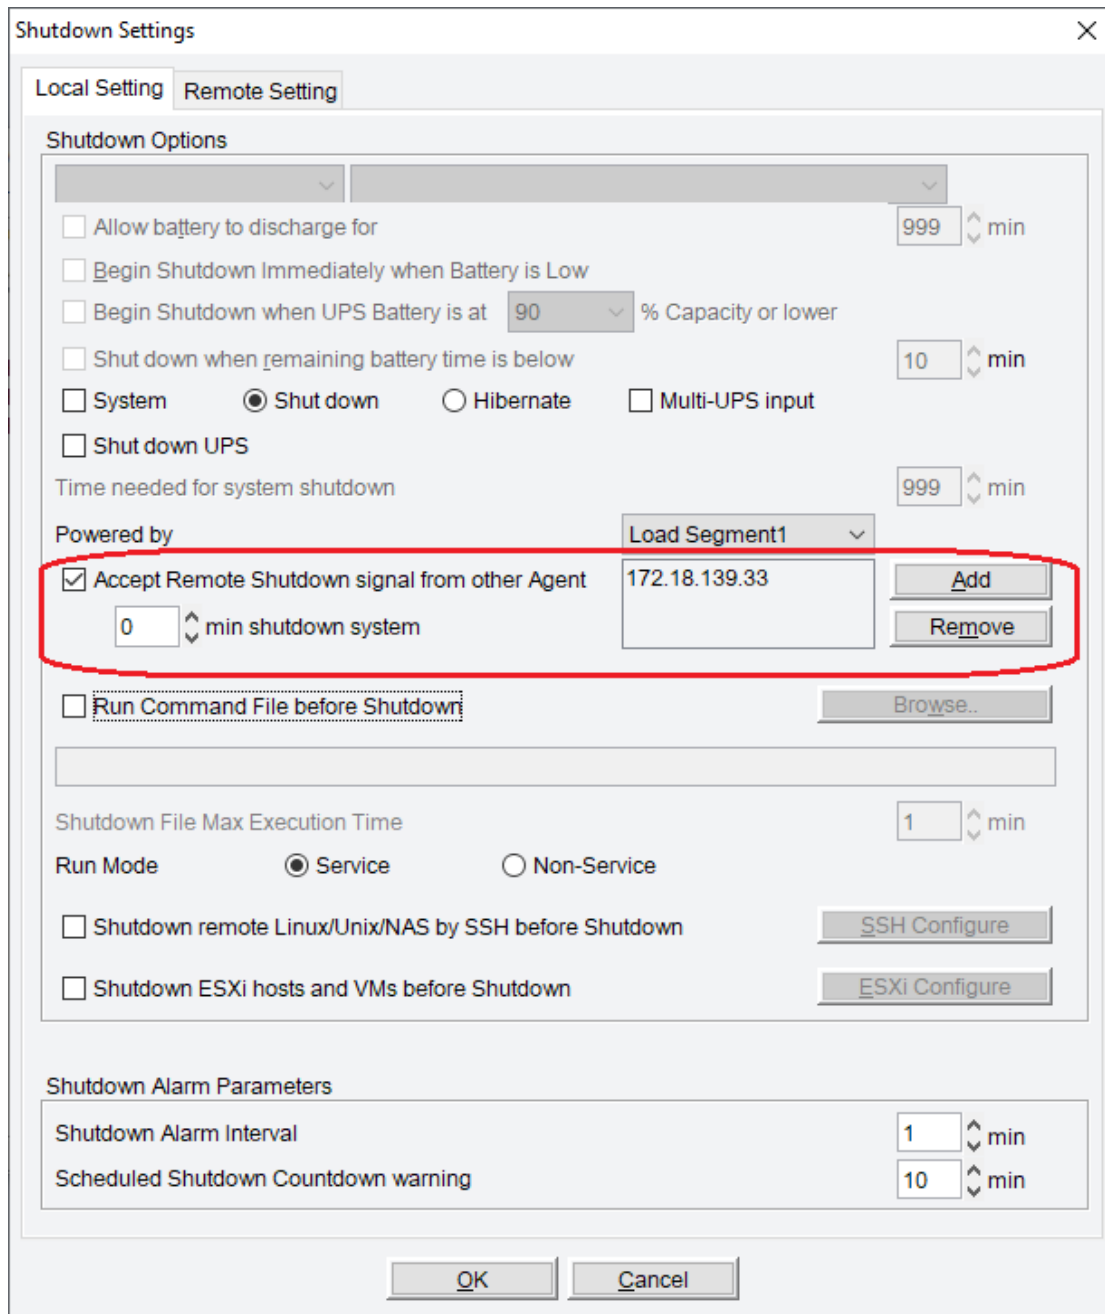 Shutdown Settings
Local Setting Remote Setting
Shutdown Options
Allow battery to discharge for 999 min
Begin Shutdown Immediately when Battery is Low
Begin Shutdown when UPS Battery is at 90 % Capacity or lower
Shut down when remaining battery time is below 10 min
System Shut down Hibernate Multi-UPS input
Shut down UPS
Time needed for system shutdown 999 min
Powered by Load Segment1
Accept Remote Shutdown signal from other Agent 172.18.139.33 Add
0 min shutdown system Remove
Run Command File before Shutdown Browse..
Shutdown File Max Execution Time 1 min
Run Mode Service Non-Service
Shutdown remote Linux/Unix/NAS by SSH before Shutdown SSH Configure
Shutdown ESXi hosts and VMs before Shutdown ESXi Configure
Shutdown Alarm Parameters
Shutdown Alarm Interval 1 min
Scheduled Shutdown Countdown warning 10 min
OK Cancel